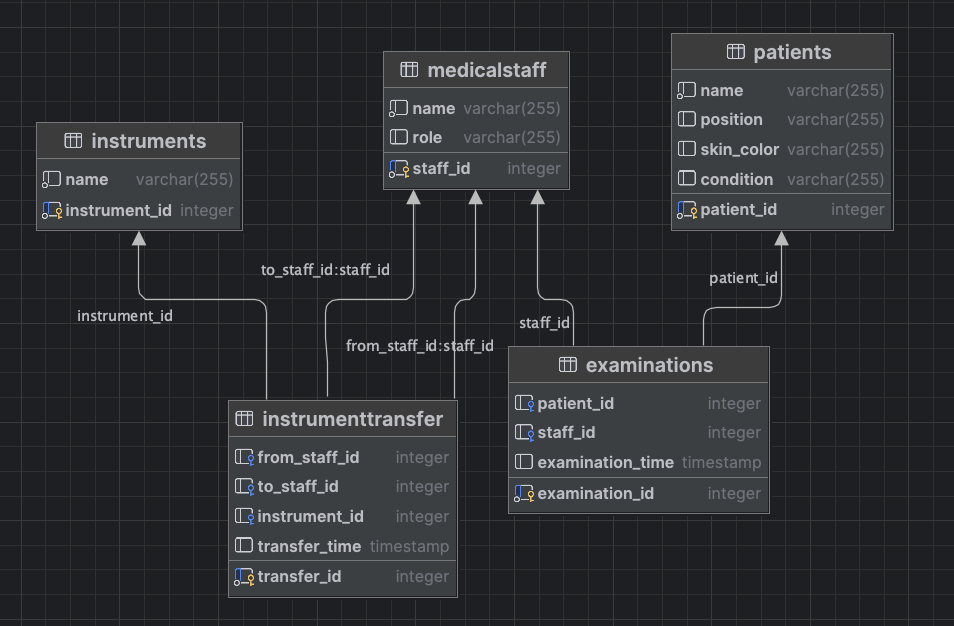 instruments
name varchar(255)
instrument_id integer
medicalstaff
name varchar(255)
role varchar(255)
staff_id integer
patients
name varchar(255)
position varchar(255)
skin_color varchar(255)
condition varchar(255)
patient_id integer
to_staff_id:staff_id
instrument_id
from_staff_id:staff_id
staff_id
patient_id
instrumenttransfer
from_staff_id integer
to_staff_id integer
instrument_id integer
transfer_time timestamp
transfer_id integer
examinations
patient_id integer
staff_id integer
examination_time timestamp
examination_id integer